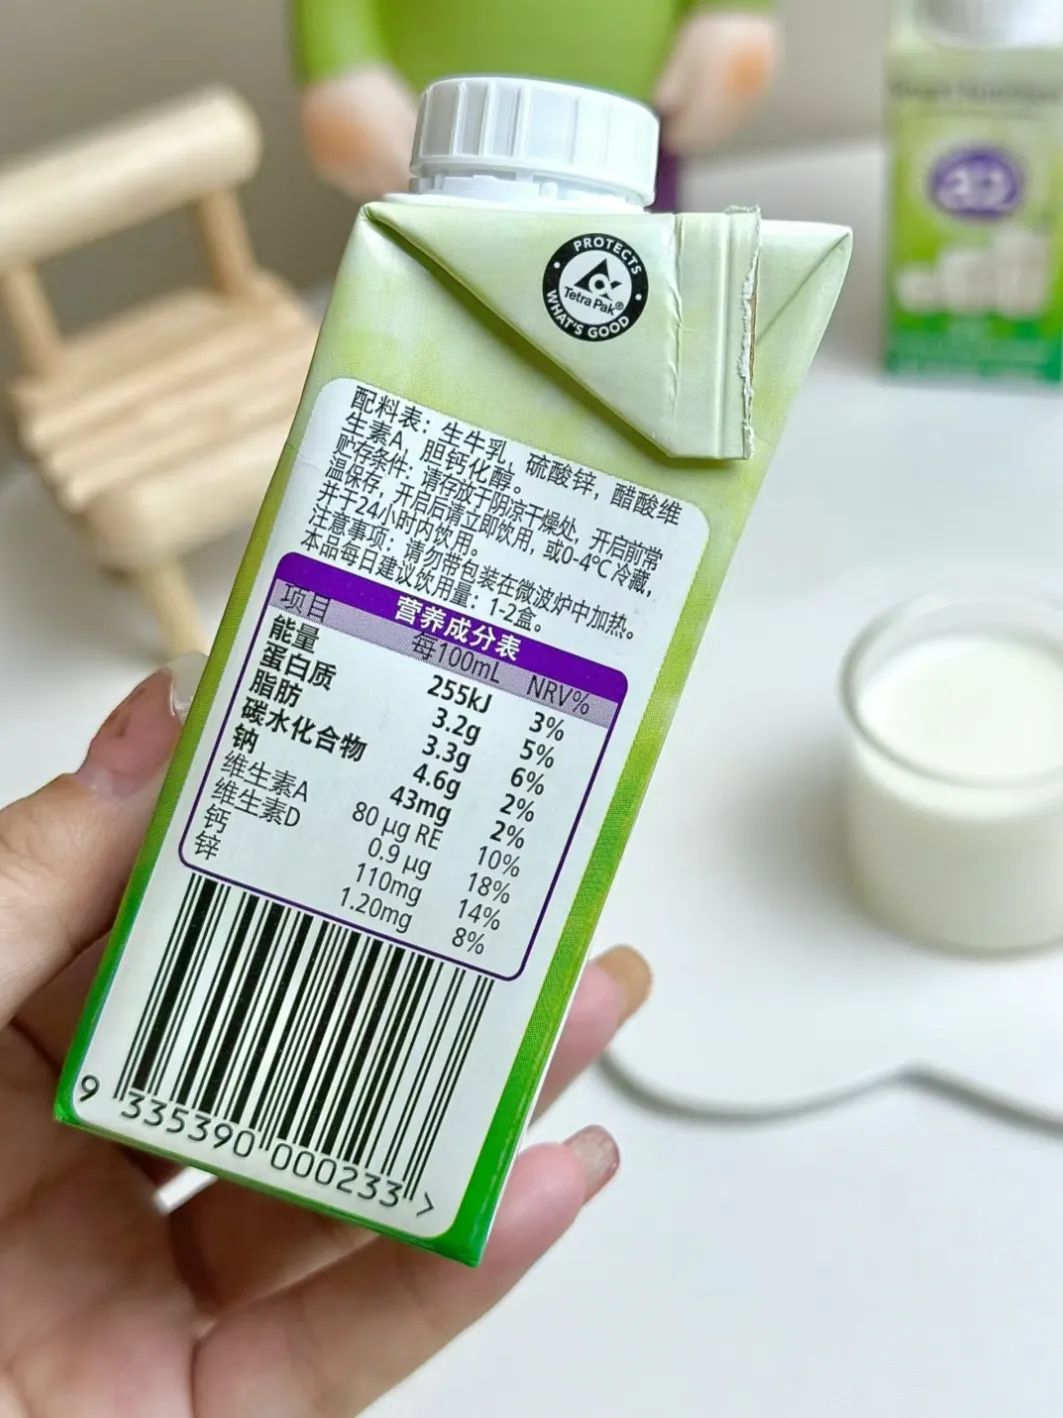 PROTECTS
Tetra Pak®
WHAT'S GOOD
a2
配料表：生牛乳，硫酸锌，醋酸维
生素A，胆钙化醇。
贮存条件：请存放于阴凉干燥处，开启前常
温保存，开启后请立即饮用，或0-4℃冷藏，
并于24小时内饮用。
注意事项：请勿带包装在微波炉中加热。
本品每日建议饮用量：1-2盒。
营养成分表
项目 每100mL NRV%
能量 255kJ 3%
蛋白质 3.2g 5%
脂肪 3.3g 6%
碳水化合物 4.6g 2%
钠 43mg 2%
维生素A 80 μg RE 10%
维生素D 0.9 μg 18%
钙 110mg 14%
锌 1.20mg 8%
9 335390 000233 >